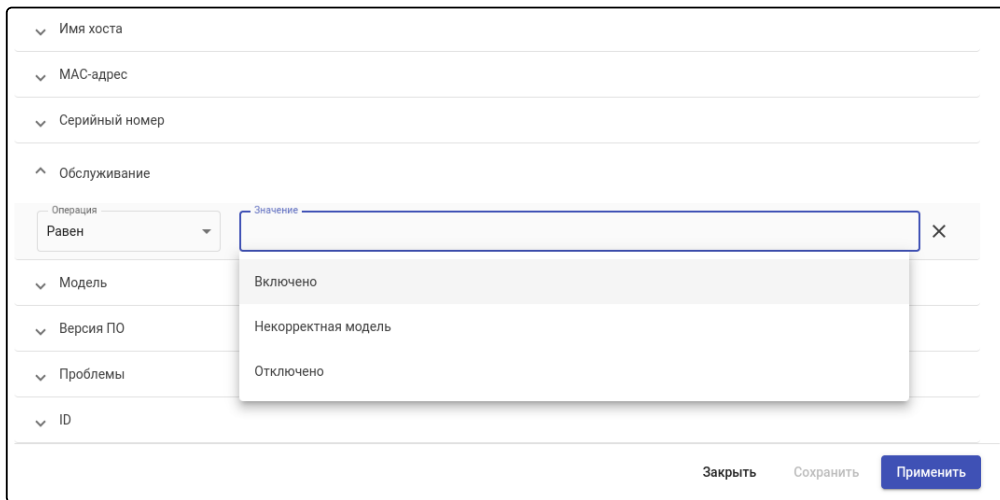 Имя хоста
MAC-адрес
Серийный номер
Обслуживание
Операция
Равен
Значение
Включено
Некорректная модель
Отключено
Модель
Версия ПО
Проблемы
ID
Закрыть
Сохранить
Применить